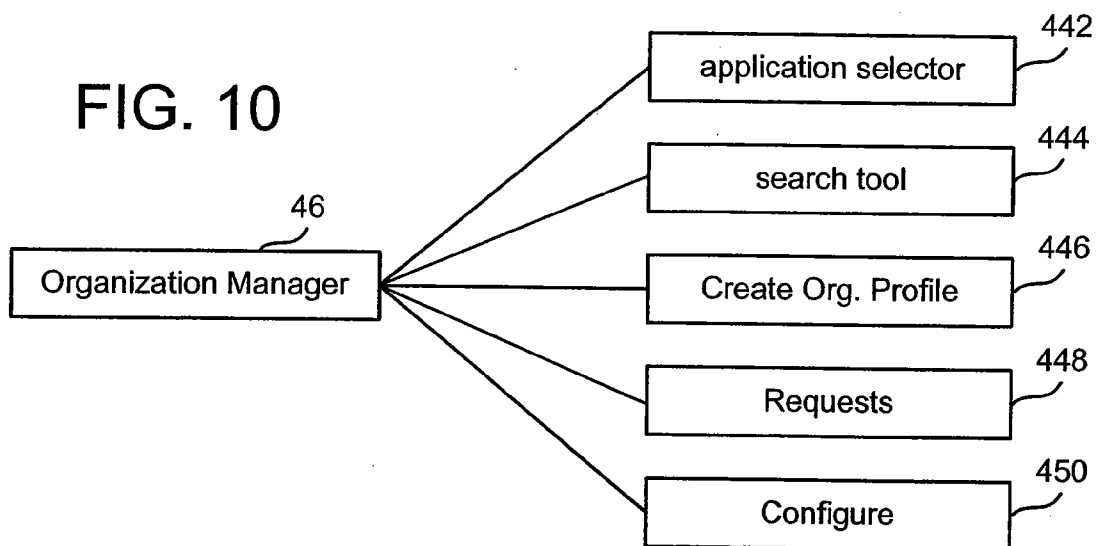 FIG. 10
46
Organization Manager
442
application selector
444
search tool
446
Create Org. Profile
448
Requests
450
Configure